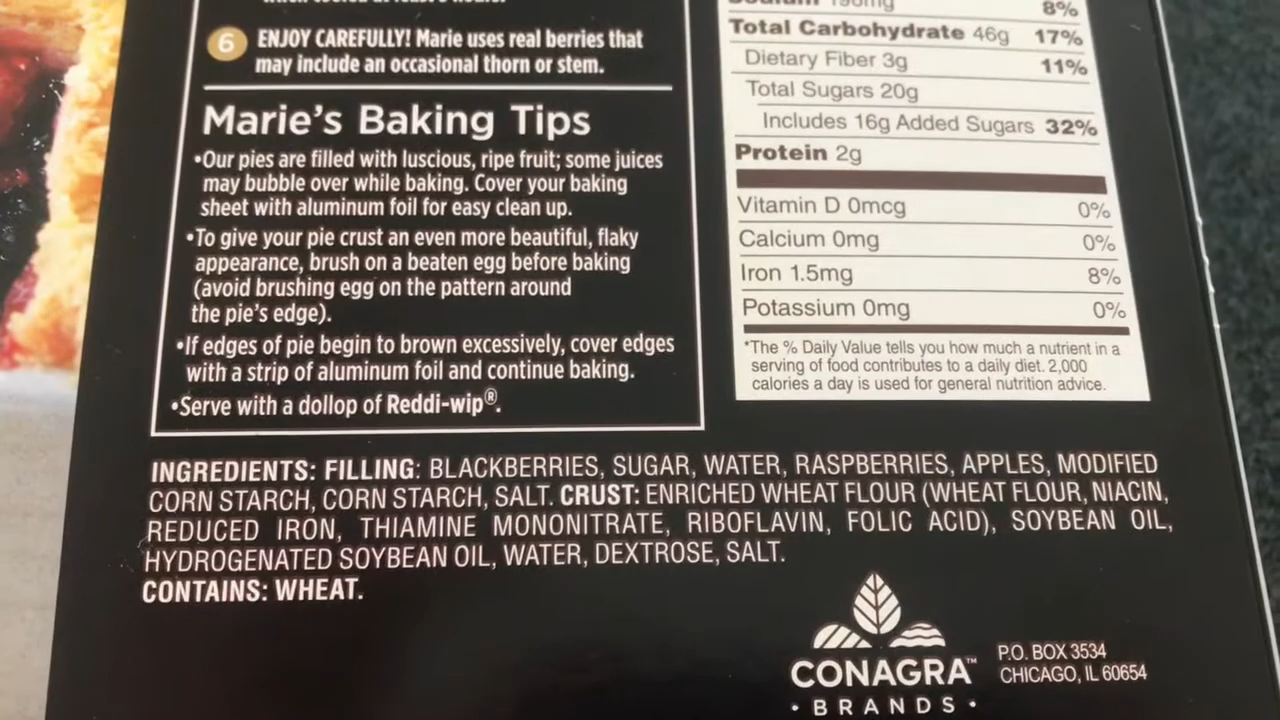 6 ENJOY CAREFULLY! Marie uses real berries that
may include an occasional thorn or stem.
Marie's Baking Tips
•Our pies are filled with luscious, ripe fruit; some juices
may bubble over while baking. Cover your baking
sheet with aluminum foil for easy clean up.
•To give your pie crust an even more beautiful, flaky
appearance, brush on a beaten egg before baking
(avoid brushing egg on the pattern around
the pie's edge).
•If edges of pie begin to brown excessively, cover edges
with a strip of aluminum foil and continue baking.
•Serve with a dollop of Reddi-wip®.
8%
Total Carbohydrate 46g 17%
Dietary Fiber 3g 11%
Total Sugars 20g
Includes 16g Added Sugars 32%
Protein 2g
Vitamin D 0mcg 0%
Calcium 0mg 0%
Iron 1.5mg 8%
Potassium 0mg 0%
*The % Daily Value tells you how much a nutrient in a
serving of food contributes to a daily diet. 2,000
calories a day is used for general nutrition advice.
INGREDIENTS: FILLING: BLACKBERRIES, SUGAR, WATER, RASPBERRIES, APPLES, MODIFIED
CORN STARCH, CORN STARCH, SALT. CRUST: ENRICHED WHEAT FLOUR (WHEAT FLOUR, NIACIN,
REDUCED IRON, THIAMINE MONONITRATE, RIBOFLAVIN, FOLIC ACID), SOYBEAN OIL,
HYDROGENATED SOYBEAN OIL, WATER, DEXTROSE, SALT.
CONTAINS: WHEAT.
CONAGRA™
• BRANDS •
P.O. BOX 3534
CHICAGO, IL 60654